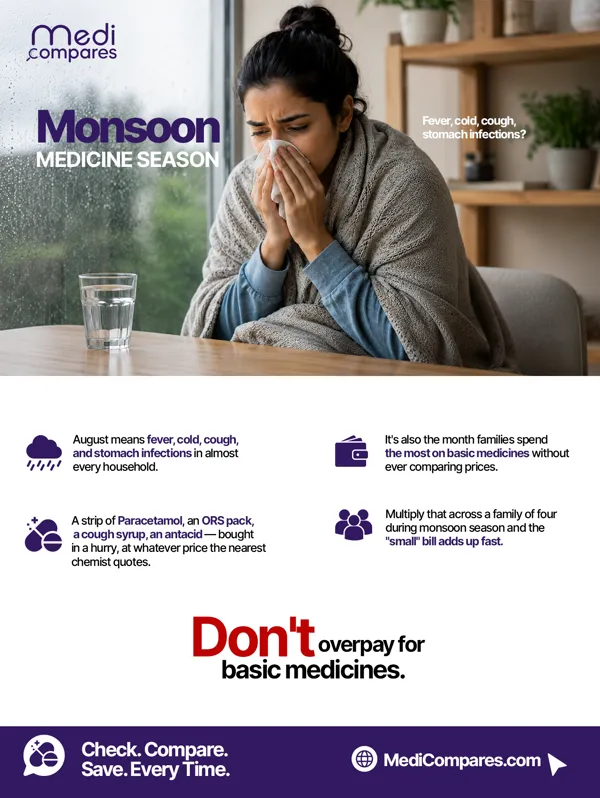 Medi
compares
Monsoon
MEDICINE SEASON
Fever, cold, cough,
stomach infections?
August means fever, cold, cough,
and stomach infections in almost
every household.
It's also the month families spend
the most on basic medicines without
ever comparing prices.
A strip of Paracetamol, an ORS pack,
a cough syrup, an antacid — bought
in a hurry, at whatever price the nearest
chemist quotes.
Multiply that across a family of four
during monsoon season and the
"small" bill adds up fast.
Don't overpay for
basic medicines.
Check. Compare.
Save. Every Time.
MediCompares.com